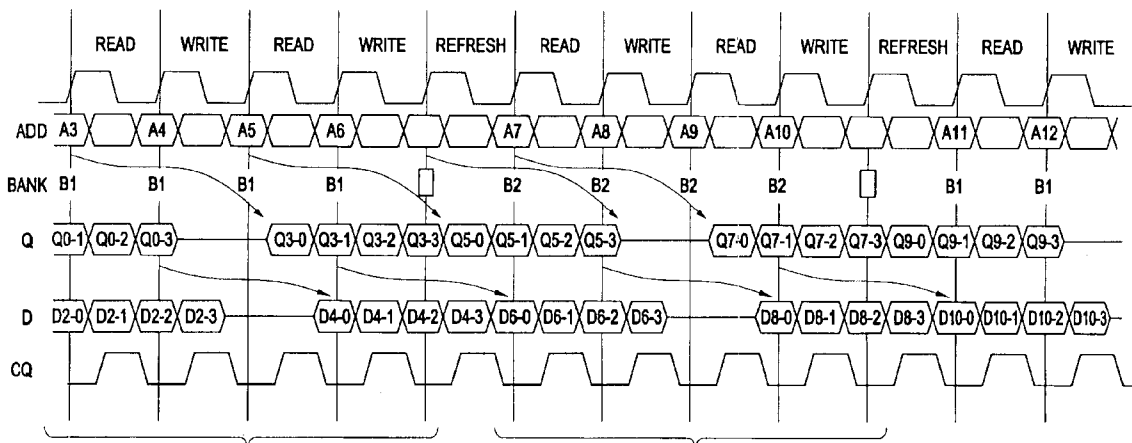 READ WRITE READ WRITE REFRESH READ WRITE READ WRITE REFRESH READ WRITE
ADD A3 A4 A5 A6 A7 A8 A9 A10 A11 A12
BANK B1 B1 B1 B1 B2 B2 B2 B2 B1 B1
Q Q0-1 Q0-2 Q0-3 Q3-0 Q3-1 Q3-2 Q3-3 Q5-0 Q5-1 Q5-2 Q5-3 Q7-0 Q7-1 Q7-2 Q7-3 Q9-0 Q9-1 Q9-2 Q9-3
D D2-0 D2-1 D2-2 D2-3 D4-0 D4-1 D4-2 D4-3 D6-0 D6-1 D6-2 D6-3 D8-0 D8-1 D8-2 D8-3 D10-0 D10-1 D10-2 D10-3
CQ